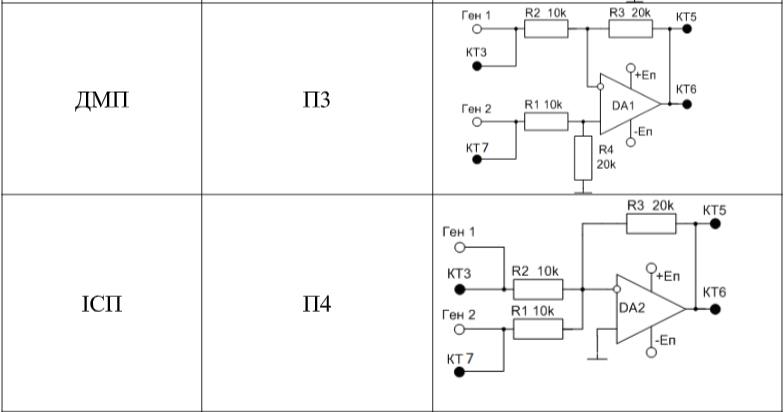 ДМП
П3
Ген 1
R2 10k
R3 20k
КТ5
КТ3
+Еп
КТ6
DA1
Ген 2
R1 10k
-Еп
КТ 7
R4
20k
ІСП
П4
R3 20k
КТ5
Ген 1
КТ3
R2 10k
+Еп
КТ6
Ген 2
R1 10k
DA2
-Еп
КТ 7